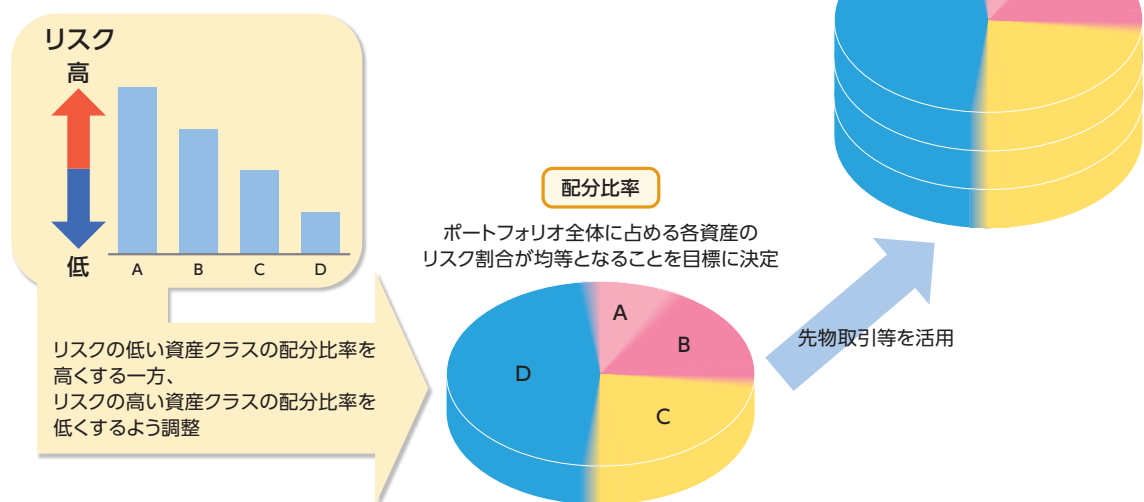 リスク
高
低
A
B
C
D
リスクの低い資産クラスの配分比率を
高くする一方、
リスクの高い資産クラスの配分比率を
低くするよう調整
配分比率
ポートフォリオ全体に占める各資産の
リスク割合が均等となることを目標に決定
A
B
C
D
先物取引等を活用